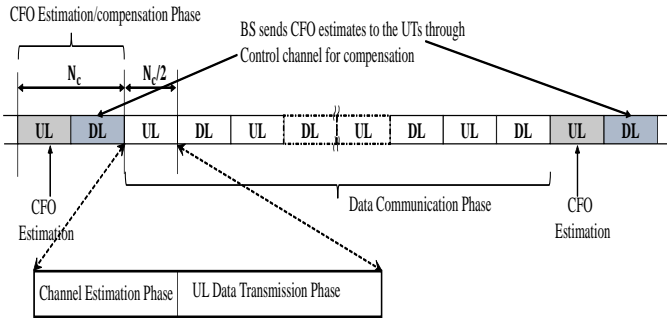 CFO Estimation/compensation Phase
BS sends CFO estimates to the UTs through
Control channel for compensation
Nc
Nc/2
UL DL UL DL UL DL UL DL UL DL UL DL
CFO
Estimation
Data Communication Phase
CFO
Estimation
Channel Estimation Phase
UL Data Transmission Phase